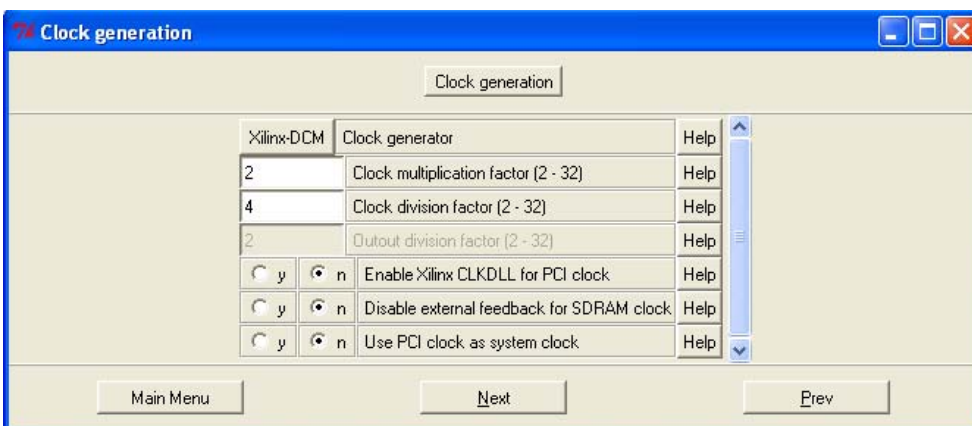 Clock generation
Clock generation
Xilinx-DCM Clock generator Help
2 Clock multiplication factor (2 - 32) Help
4 Clock division factor (2 - 32) Help
2 Outout division factor (2 - 32) Help
y n Enable Xilinx CLKDLL for PCI clock Help
y n Disable external feedback for SDRAM clock Help
y n Use PCI clock as system clock Help
Main Menu Next Prev